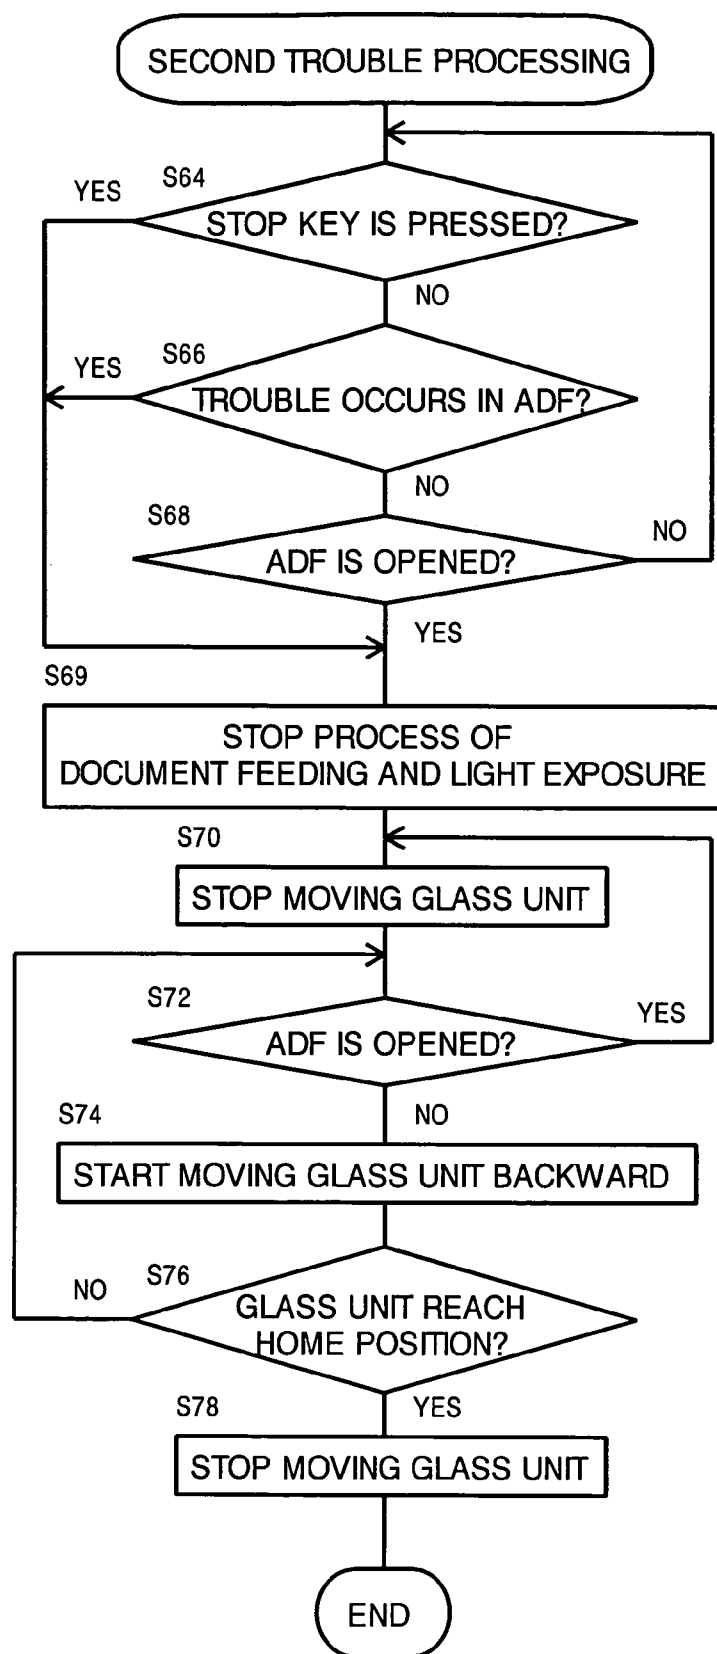 SECOND TROUBLE PROCESSING
S64
YES
STOP KEY IS PRESSED?
NO
S66
YES
TROUBLE OCCURS IN ADF?
NO
S68
NO
ADF IS OPENED?
YES
S69
STOP PROCESS OF
DOCUMENT FEEDING AND LIGHT EXPOSURE
S70
STOP MOVING GLASS UNIT
S72
YES
ADF IS OPENED?
NO
S74
START MOVING GLASS UNIT BACKWARD
S76
NO
GLASS UNIT REACH
HOME POSITION?
YES
S78
STOP MOVING GLASS UNIT
END